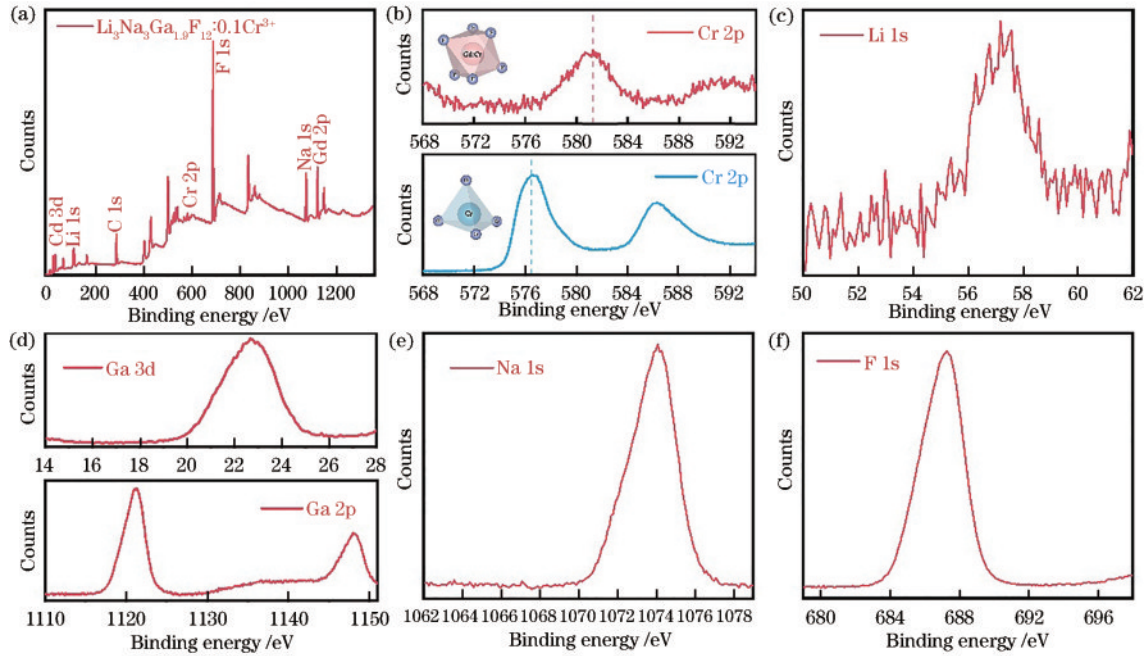 (a)
Li₃Na₃Ga₁.₉F₁₂:0.1Cr³⁺
Counts
Cd 3d
Li 1s
C 1s
Cr 2p
F 1s
Na 1s
Gd 2p
0 200 400 600 800 1000 1200
Binding energy /eV
(b)
Cr 2p
Counts
568 572 576 580 584 588 592
Cr 2p
Counts
Cr
568 572 576 580 584 588 592
Binding energy /eV
(c)
Li 1s
Counts
50 52 54 56 58 60 62
Binding energy /eV
(d)
Ga 3d
Counts
14 16 18 20 22 24 26 28
Ga 2p
Counts
1110 1120 1130 1140 1150
Binding energy /eV
(e)
Na 1s
Counts
1062 1064 1066 1068 1070 1072 1074 1076 1078
Binding energy /eV
(f)
F 1s
Counts
680 684 688 692 696
Binding energy /eV